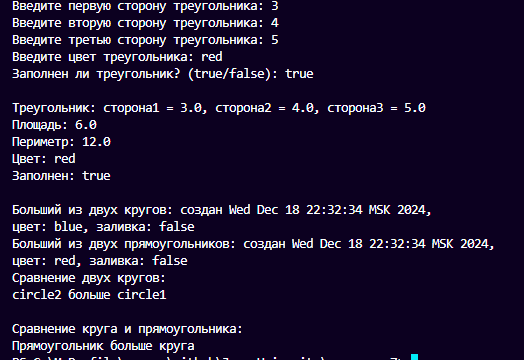 Введите первую сторону треугольника: 3
Введите вторую сторону треугольника: 4
Введите третью сторону треугольника: 5
Введите цвет треугольника: red
Заполнен ли треугольник? (true/false): true
Треугольник: сторона1 = 3.0, сторона2 = 4.0, сторона3 = 5.0
Площадь: 6.0
Периметр: 12.0
Цвет: red
Заполнен: true
Больший из двух кругов: создан Wed Dec 18 22:32:34 MSK 2024,
цвет: blue, заливка: false
Больший из двух прямоугольников: создан Wed Dec 18 22:32:34 MSK 2024,
цвет: red, заливка: false
Сравнение двух кругов:
circle2 больше circle1
Сравнение круга и прямоугольника:
Прямоугольник больше круга